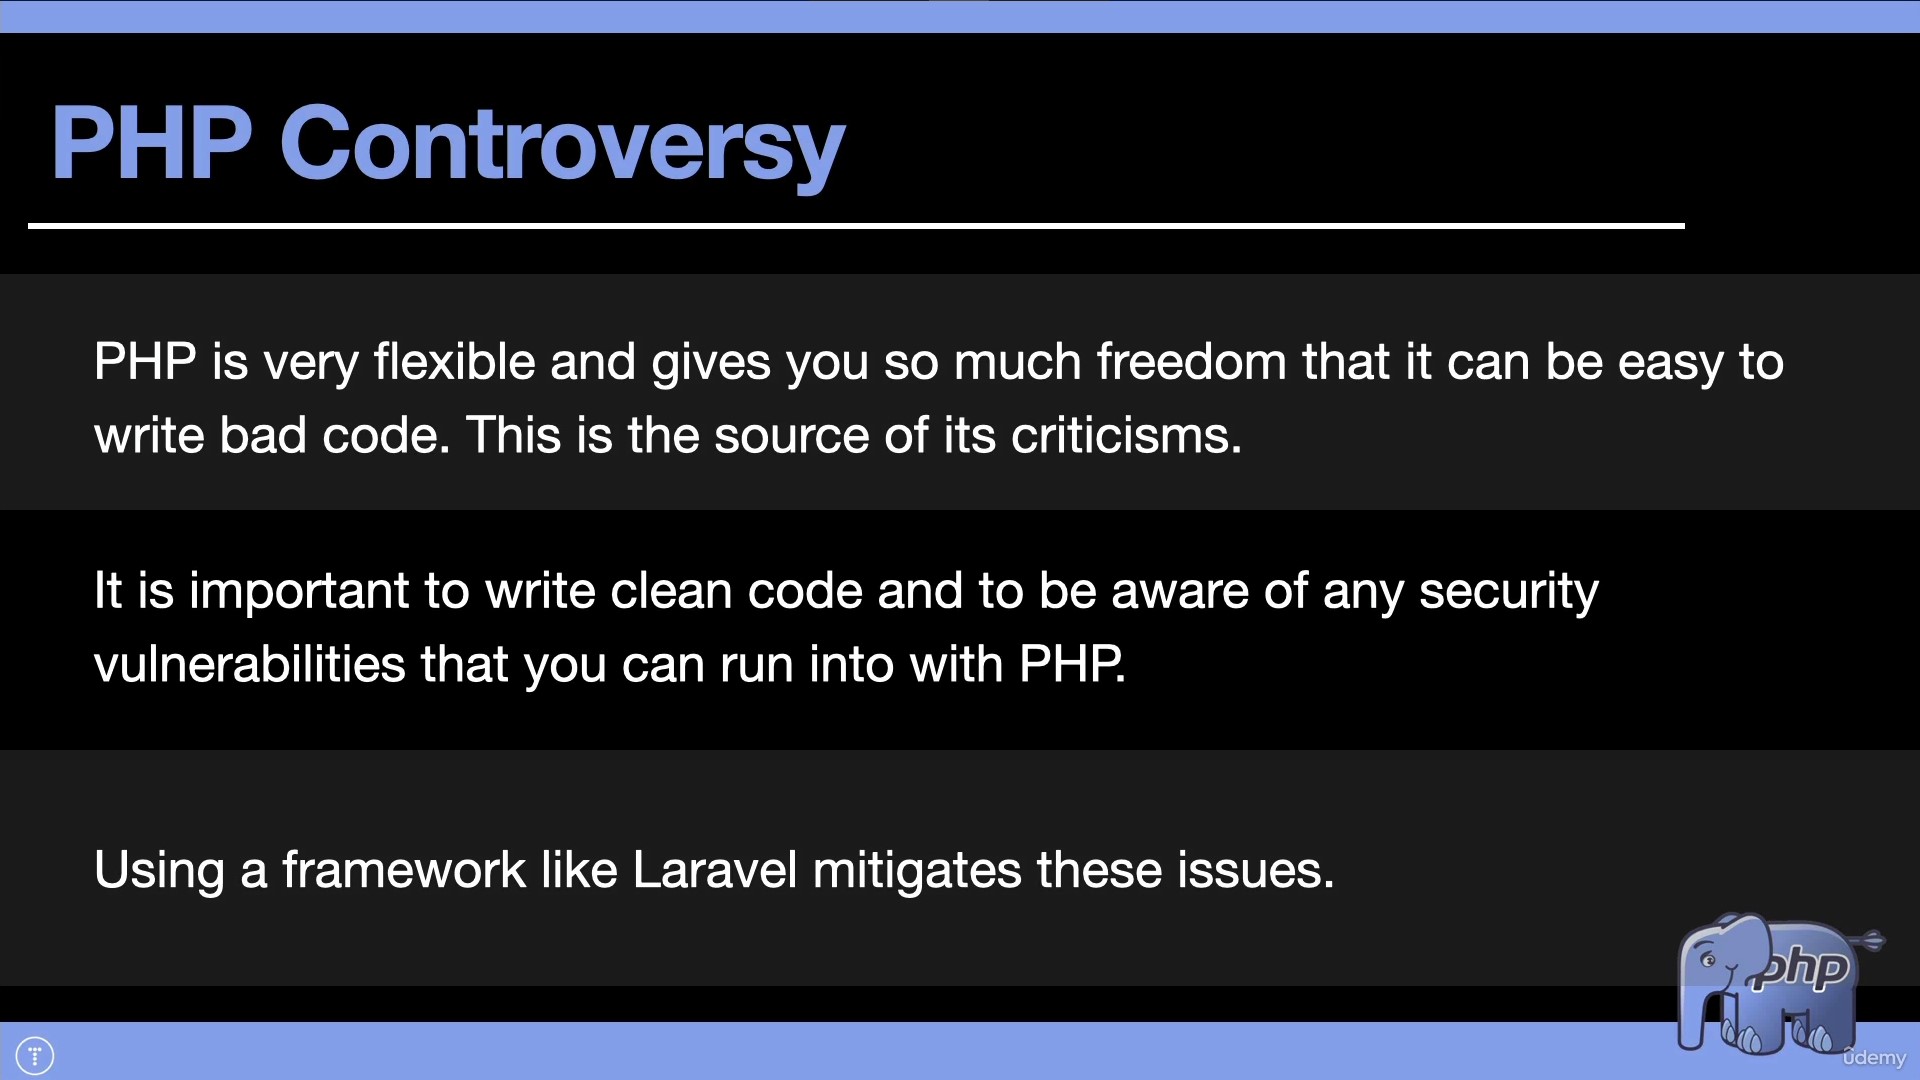 PHP Controversy
PHP is very flexible and gives you so much freedom that it can be easy to
write bad code. This is the source of its criticisms.
It is important to write clean code and to be aware of any security
vulnerabilities that you can run into with PHP.
Using a framework like Laravel mitigates these issues.
php
ûdemy